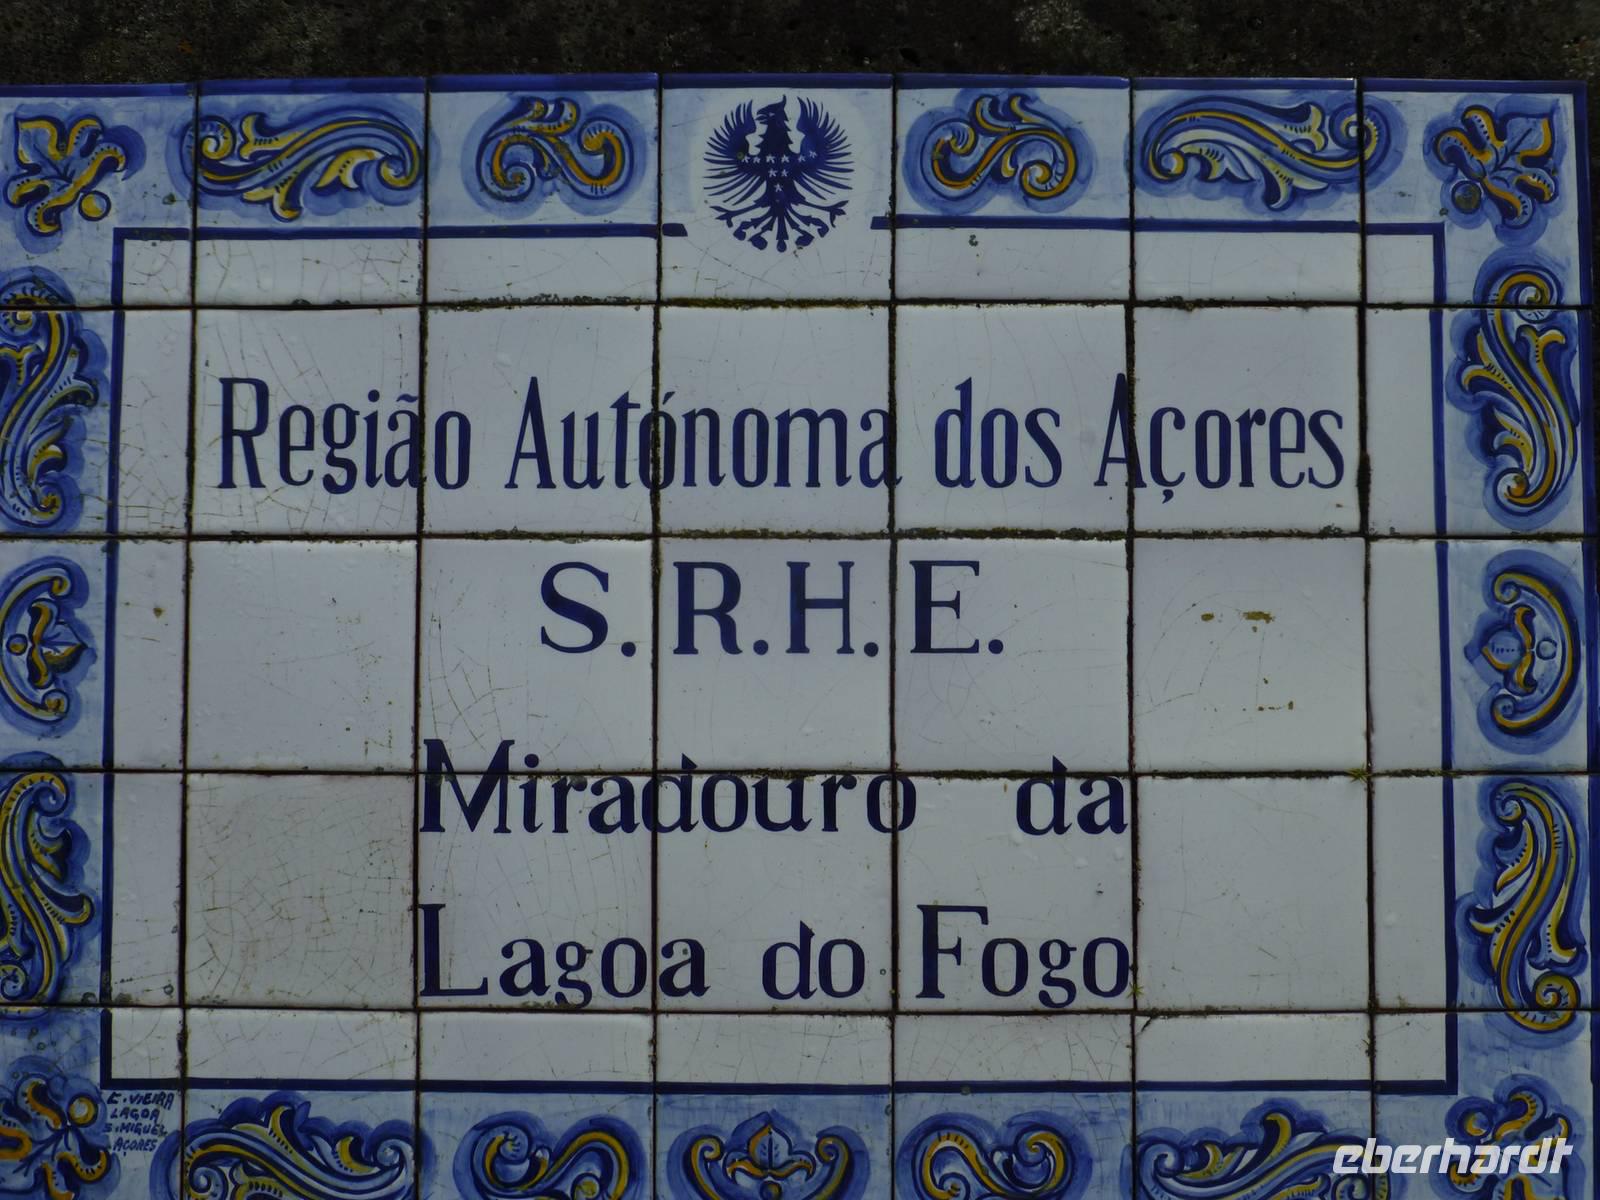 Região Autónoma dos Açores
S.R.H.E.
Miradouro da
Lagoa do Fogo
C. VIEIRA
LAGOA
S. MIGUEL
AÇORES
eberhardt